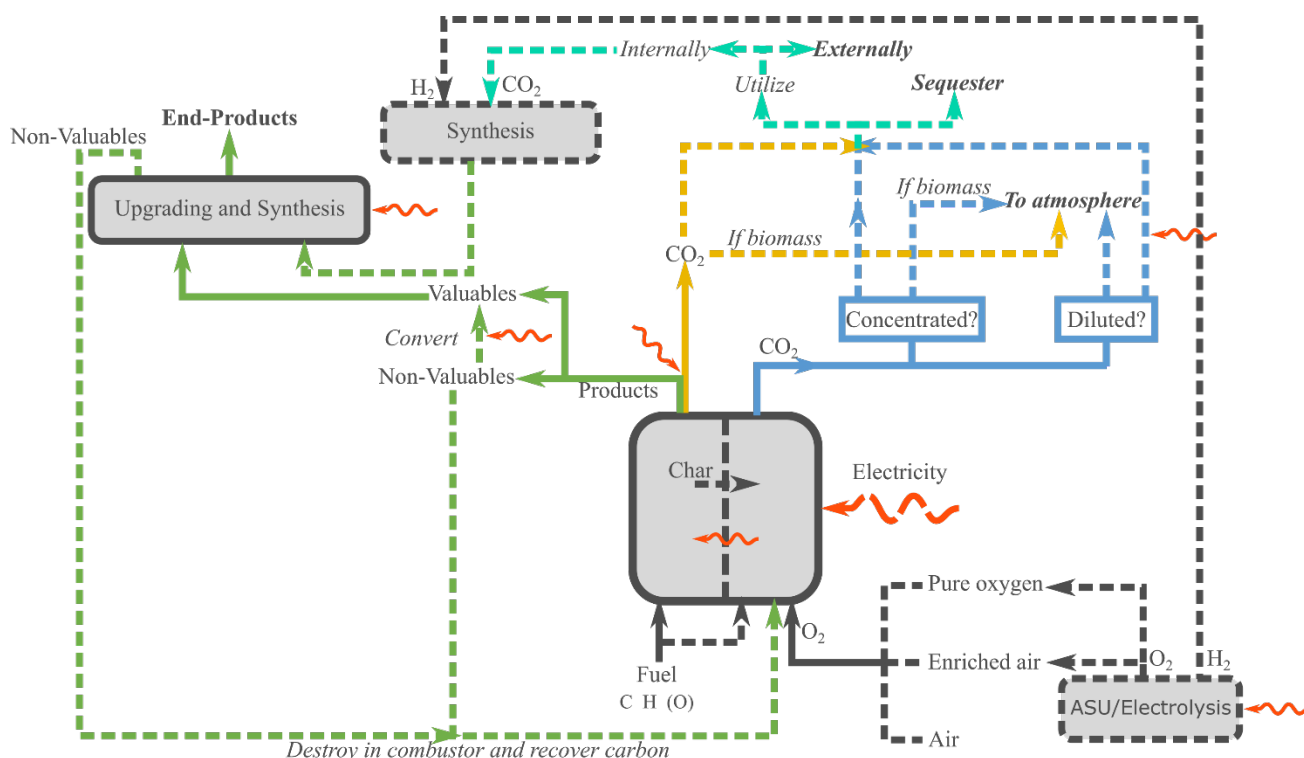 Internally
Externally
H2
CO2
Utilize
Sequester
Non-Valuables
End-Products
Synthesis
If biomass
To atmosphere
Upgrading and Synthesis
If biomass
CO2
Valuables
Concentrated?
Diluted?
Convert
CO2
Non-Valuables
Products
Char
Electricity
Pure oxygen
O2
Enriched air
O2
H2
Fuel
C H (O)
ASU/Electrolysis
Air
Destroy in combustor and recover carbon